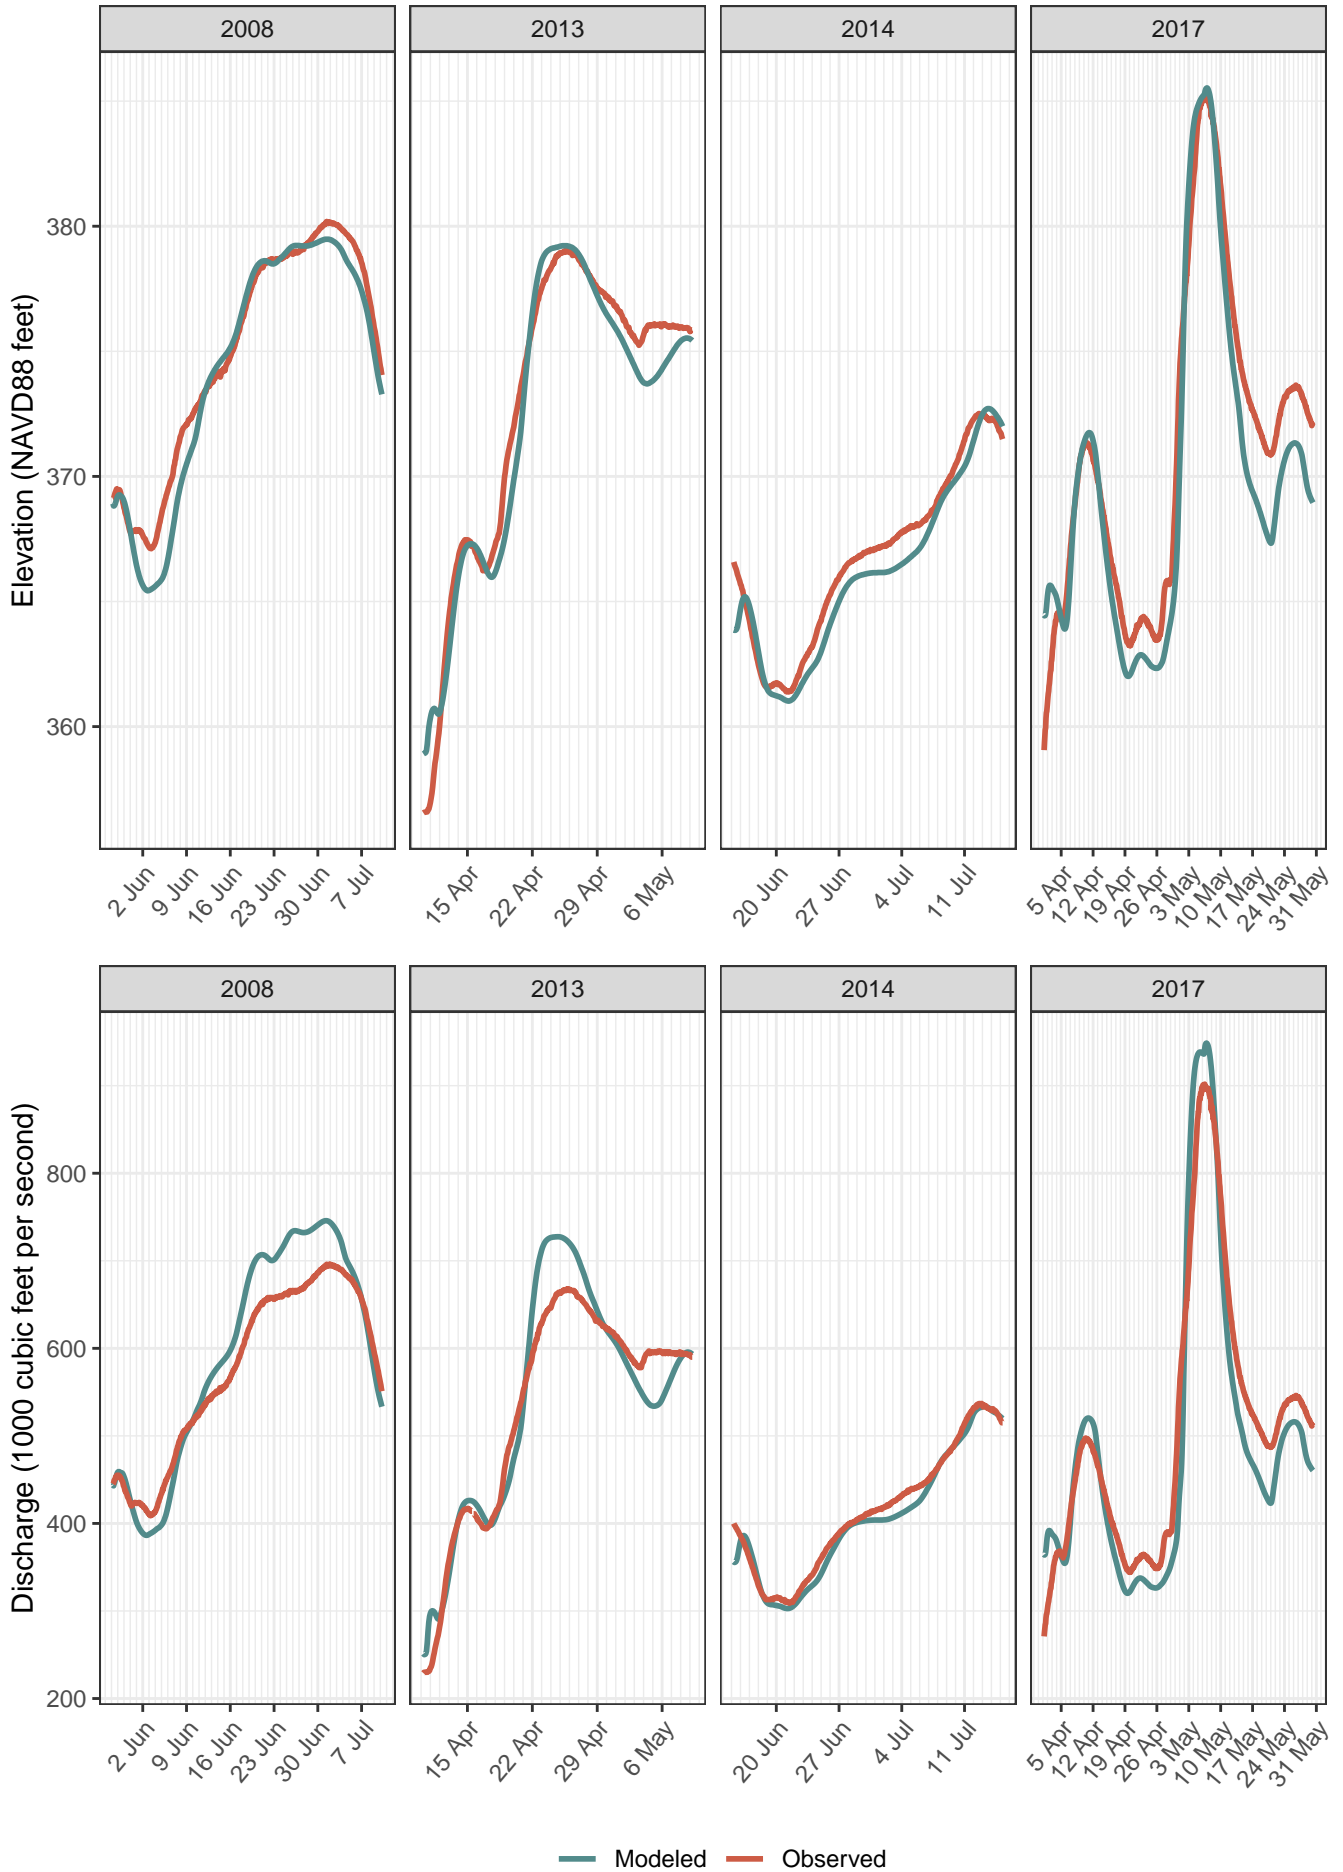 2008 2013 2014 2017
Elevation (NAVD88 feet)
380
370
360
2 Jun 9 Jun 16 Jun 23 Jun 30 Jun 7 Jul 15 Apr 22 Apr 29 Apr 6 May 20 Jun 27 Jun 4 Jul 11 Jul 5 Apr 12 Apr 19 Apr 26 Apr 3 May 10 May 17 May 24 May 31 May
2008 2013 2014 2017
Discharge (1000 cubic feet per second)
800
600
400
200
2 Jun 9 Jun 16 Jun 23 Jun 30 Jun 7 Jul 15 Apr 22 Apr 29 Apr 6 May 20 Jun 27 Jun 4 Jul 11 Jul 5 Apr 12 Apr 19 Apr 26 Apr 3 May 10 May 17 May 24 May 31 May
Modeled Observed